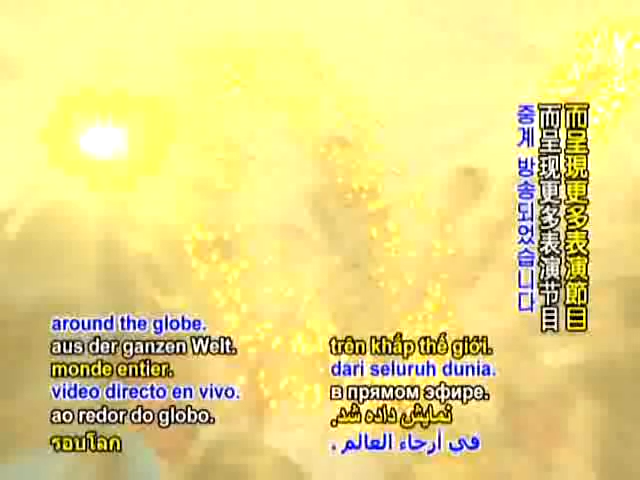 而呈現更多表演節目
而呈现更多表演节目
중계 방송되었습니다
around the globe.
aus der ganzen Welt.
monde entier.
video directo en vivo.
ao redor do globo.
รอบโลก
trên khắp thế giới.
dari seluruh dunia.
в прямом эфире.
نمایش داده شد.
في أرجاء العالم .